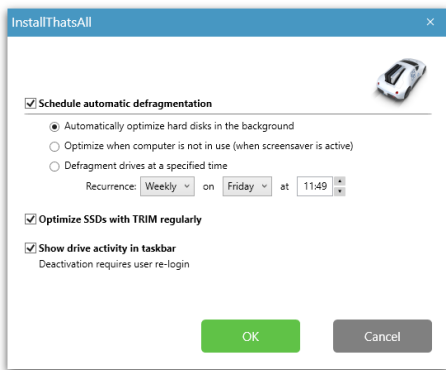 InstallThatsAll
Schedule automatic defragmentation
Automatically optimize hard disks in the background
Optimize when computer is not in use (when screensaver is active)
Defragment drives at a specified time
Recurrence: Weekly on Friday at 11:49
Optimize SSDs with TRIM regularly
Show drive activity in taskbar
Deactivation requires user re-login
OK Cancel